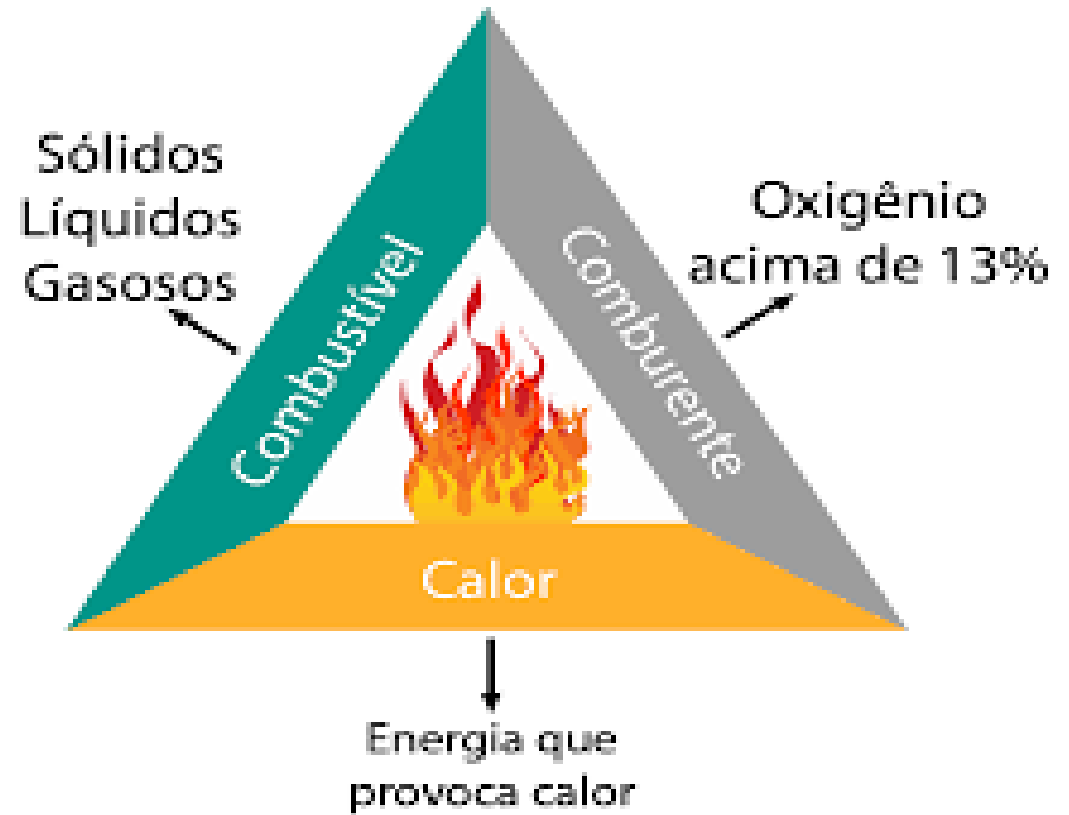 Sólidos
Líquidos
Gasosos
Combustível
Comburente
Oxigênio
acima de 13%
Calor
Energia que
provoca calor